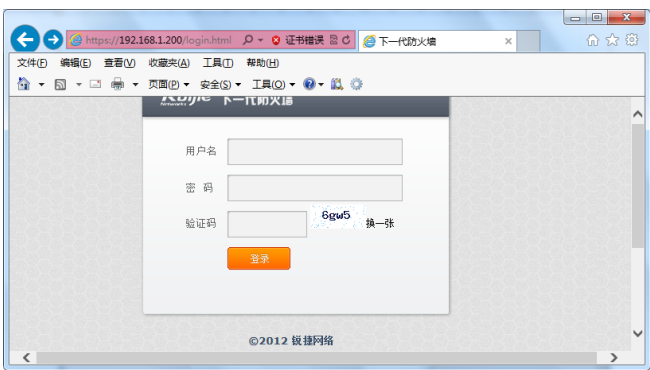 https://192.168.1.200/login.html 证书错误 下一代防火墙
文件(F) 编辑(E) 查看(V) 收藏夹(A) 工具(T) 帮助(H)
页面(P) 安全(S) 工具(O)
Ruijie 下一代防火墙
Networks
用户名
密 码
验证码 6gw5 换一张
登录
©2012 锐捷网络